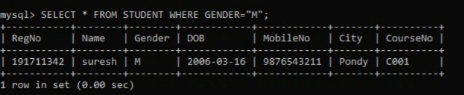 mysql> SELECT * FROM STUDENT WHERE GENDER="M";
+-----------+--------+--------+------------+------------+-------+----------+
| RegNo | Name | Gender | DOB | MobileNo | City | CourseNo |
+-----------+--------+--------+------------+------------+-------+----------+
| 191711342 | suresh | M | 2006-03-16 | 9876543211 | Pondy | C001 |
+-----------+--------+--------+------------+------------+-------+----------+
1 row in set (0.00 sec)